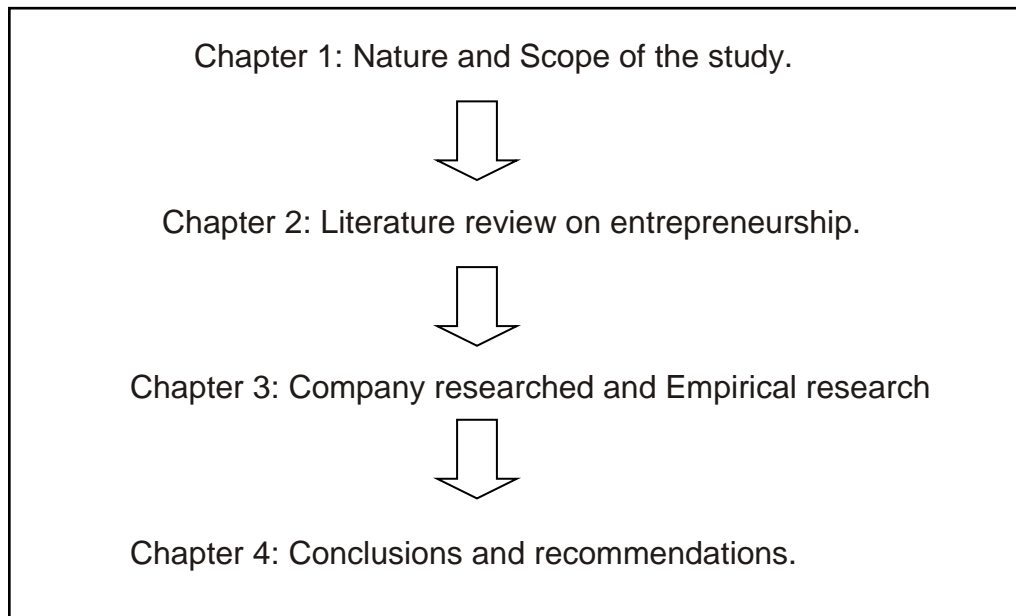 Chapter 1: Nature and Scope of the study.
Chapter 2: Literature review on entrepreneurship.
Chapter 3: Company researched and Empirical research
Chapter 4: Conclusions and recommendations.